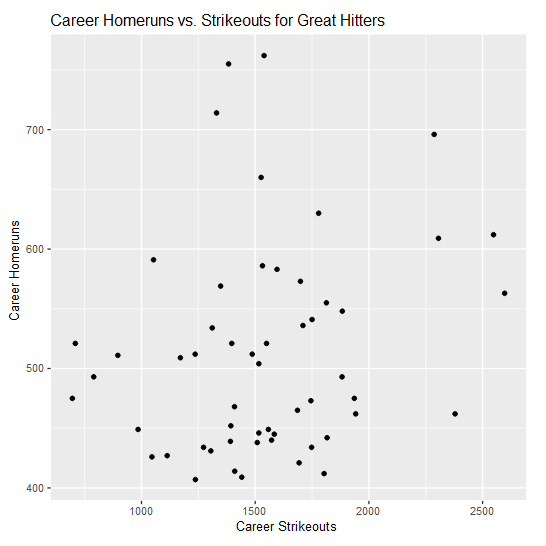 Career Homeruns vs. Strikeouts for Great Hitters
Career Homeruns
700
600
500
400
1000 1500 2000 2500
Career Strikeouts